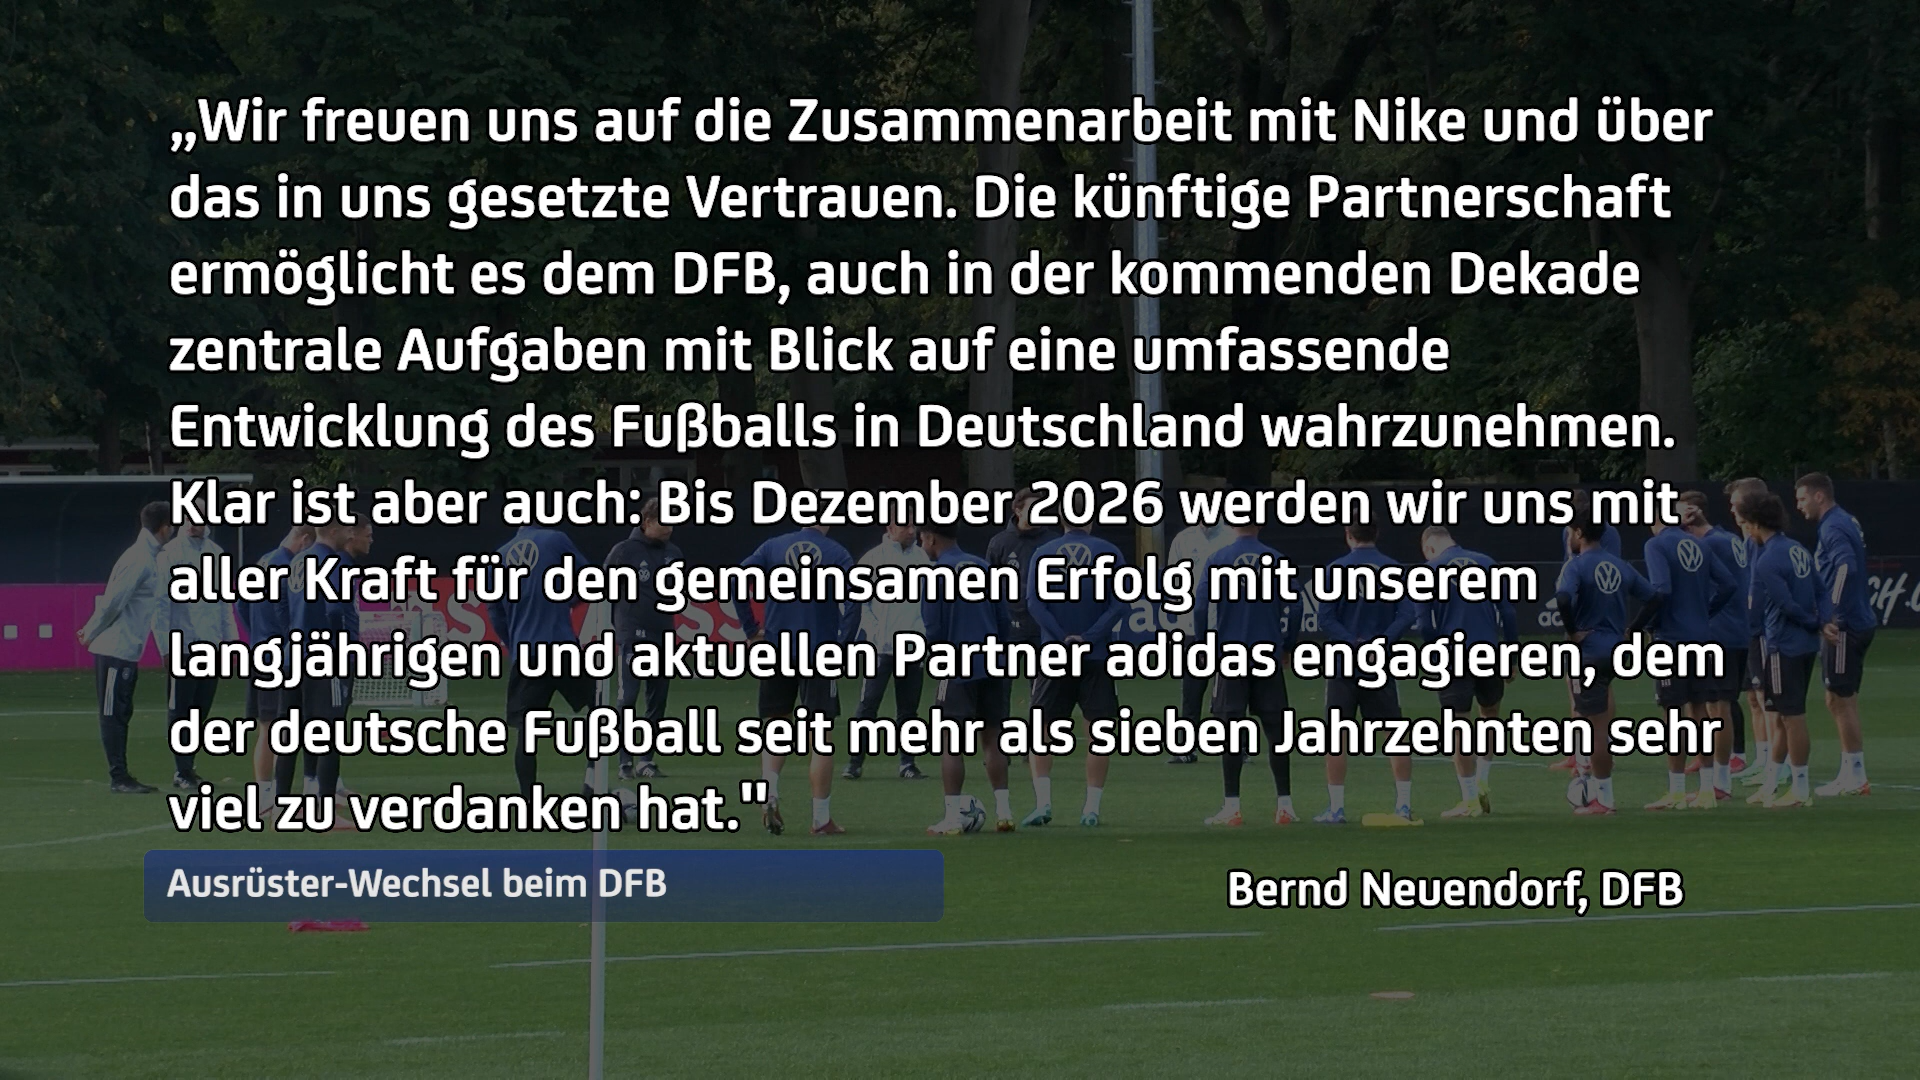 „Wir freuen uns auf die Zusammenarbeit mit Nike und über
das in uns gesetzte Vertrauen. Die künftige Partnerschaft
ermöglicht es dem DFB, auch in der kommenden Dekade
zentrale Aufgaben mit Blick auf eine umfassende
Entwicklung des Fußballs in Deutschland wahrzunehmen.
Klar ist aber auch: Bis Dezember 2026 werden wir uns mit
aller Kraft für den gemeinsamen Erfolg mit unserem
langjährigen und aktuellen Partner adidas engagieren, dem
der deutsche Fußball seit mehr als sieben Jahrzehnten sehr
viel zu verdanken hat."
Ausrüster-Wechsel beim DFB
Bernd Neuendorf, DFB